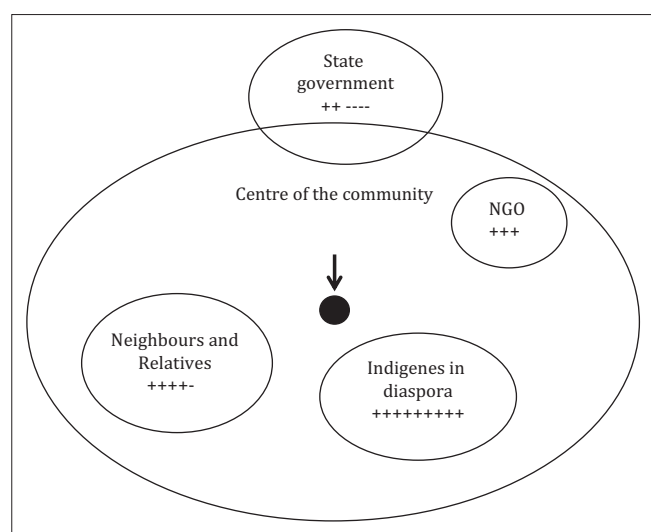 State
government
++ ----
Centre of the community
NGO
+++
Neighbours and
Relatives
++++-
Indigenes in
diaspora
+++++++++